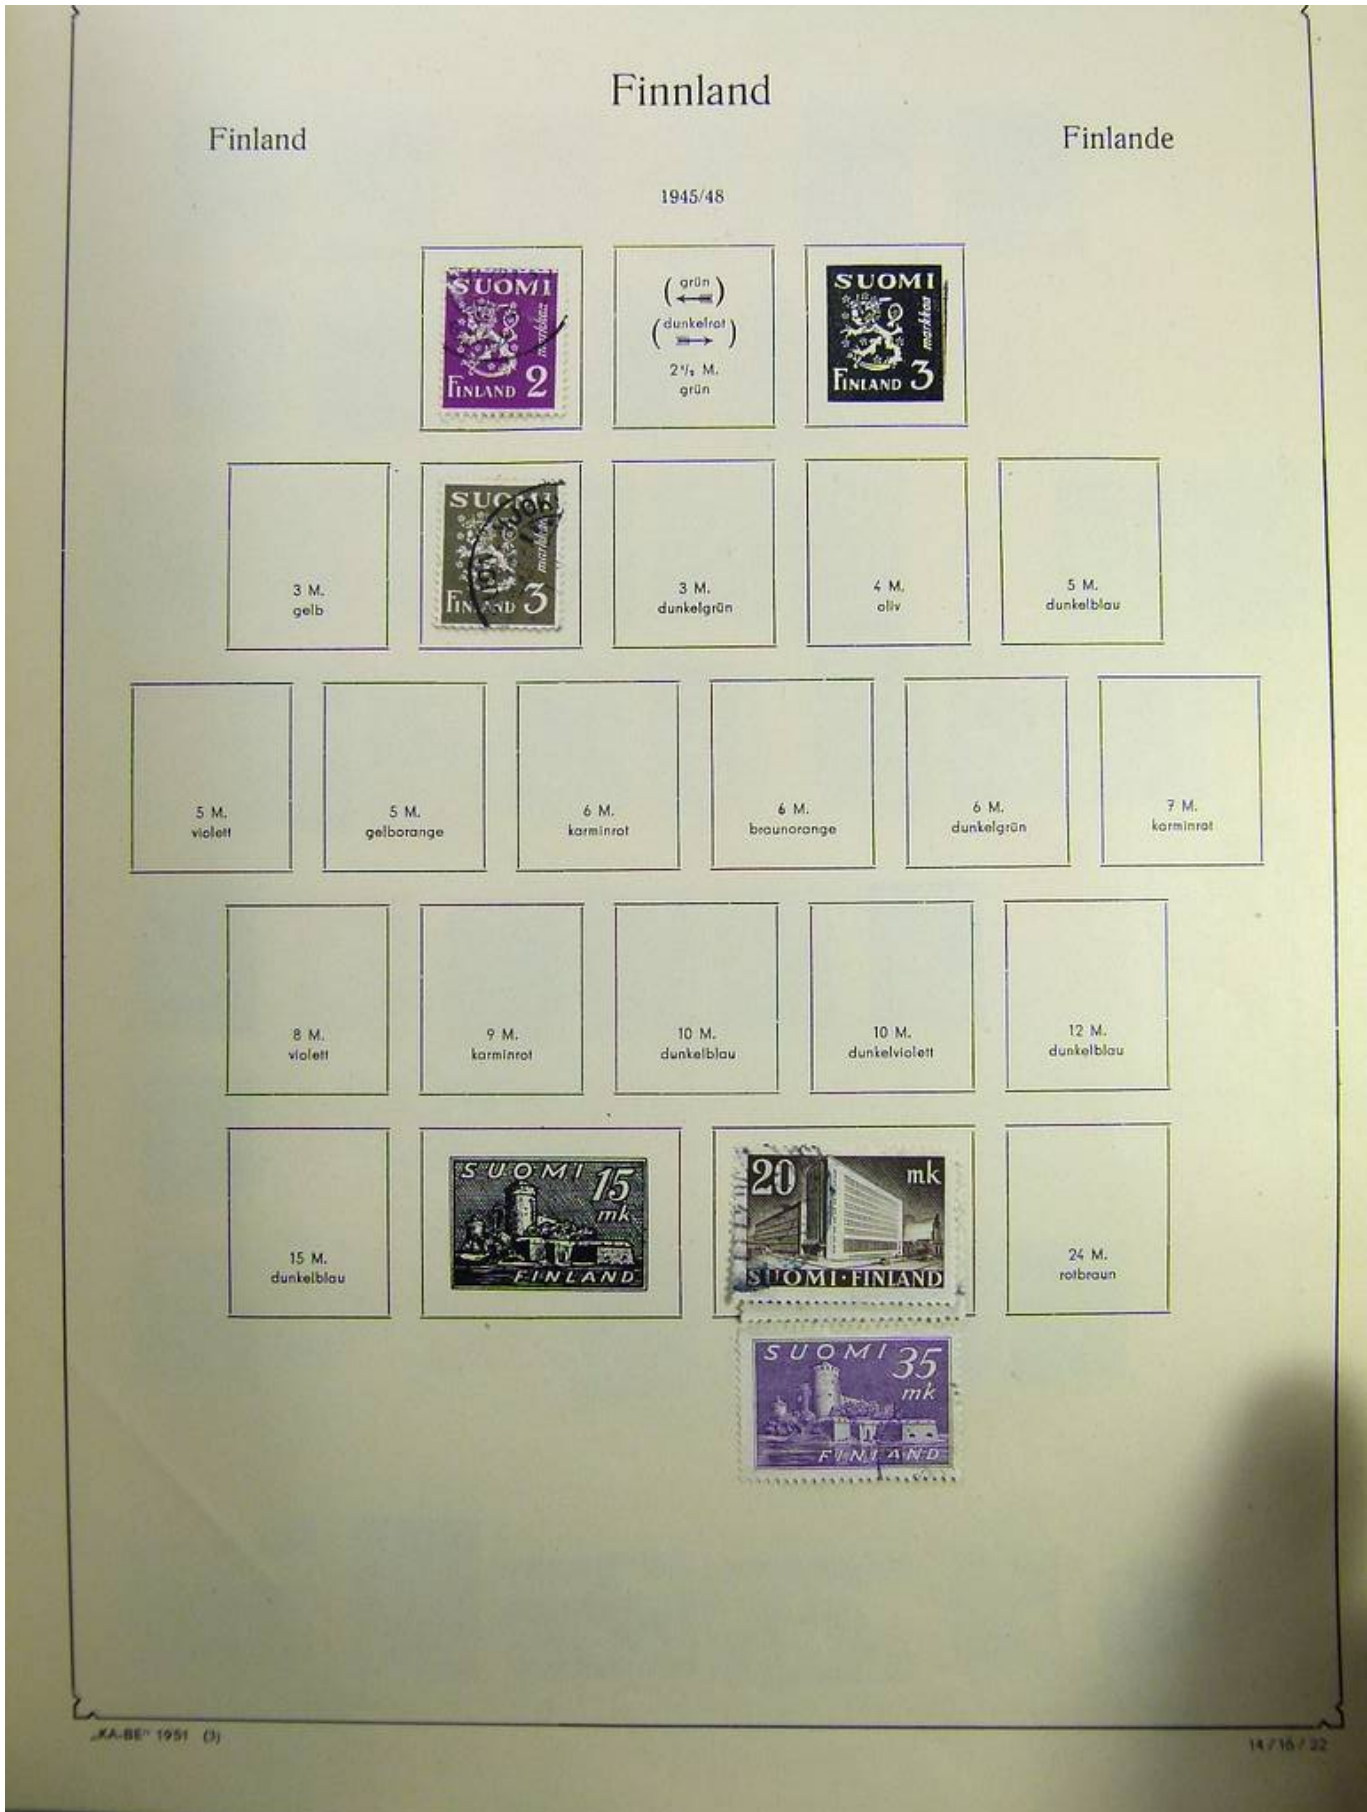 Finnland
Finland
Finlande
1945/48
SUOMI
markkaa
FINLAND 2
(grün)
(dunkelrot)
2½ M.
grün
SUOMI
markkaa
FINLAND 3
3 M.
gelb
SUOMI
markkaa
FINLAND 3
3 M.
dunkelgrün
4 M.
oliv
5 M.
dunkelblau
5 M.
violett
5 M.
gelborange
6 M.
karminrot
6 M.
braunorange
6 M.
dunkelgrün
7 M.
karminrot
8 M.
violett
9 M.
karminrot
10 M.
dunkelblau
10 M.
dunkelviolett
12 M.
dunkelblau
15 M.
dunkelblau
SUOMI 15
mk
FINLAND
20 mk
SUOMI·FINLAND
24 M.
rotbraun
SUOMI 35
mk
FINLAND
„KA-BE" 1951 (3)
14/16/22